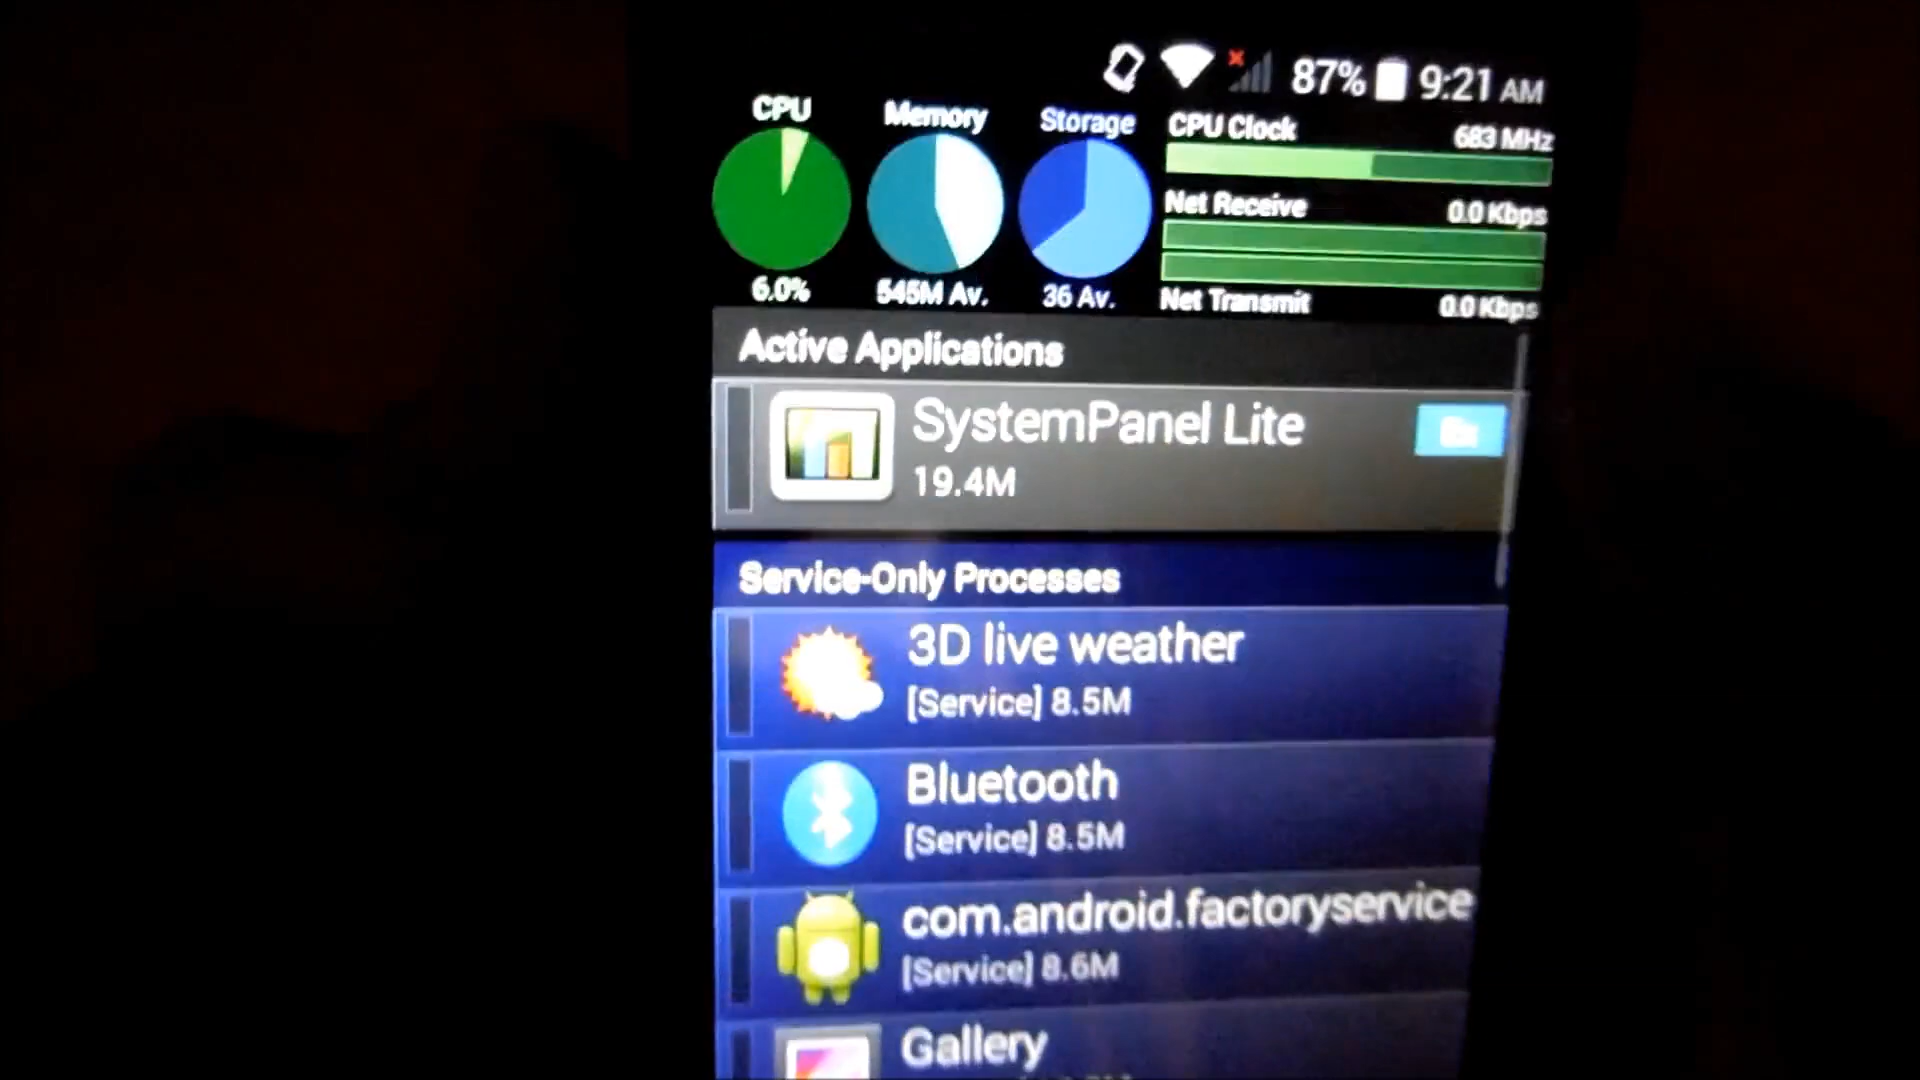 87% 9:21 AM
CPU
Memory
Storage
CPU Clock 683 MHz
Net Receive 0.0 Kbps
6.0%
545M Av.
36 Av.
Net Transmit 0.0 Kbps
Active Applications
SystemPanel Lite
19.4M
Service-Only Processes
3D live weather
[Service] 8.5M
Bluetooth
[Service] 8.5M
com.android.factoryservice
[Service] 8.6M
Gallery